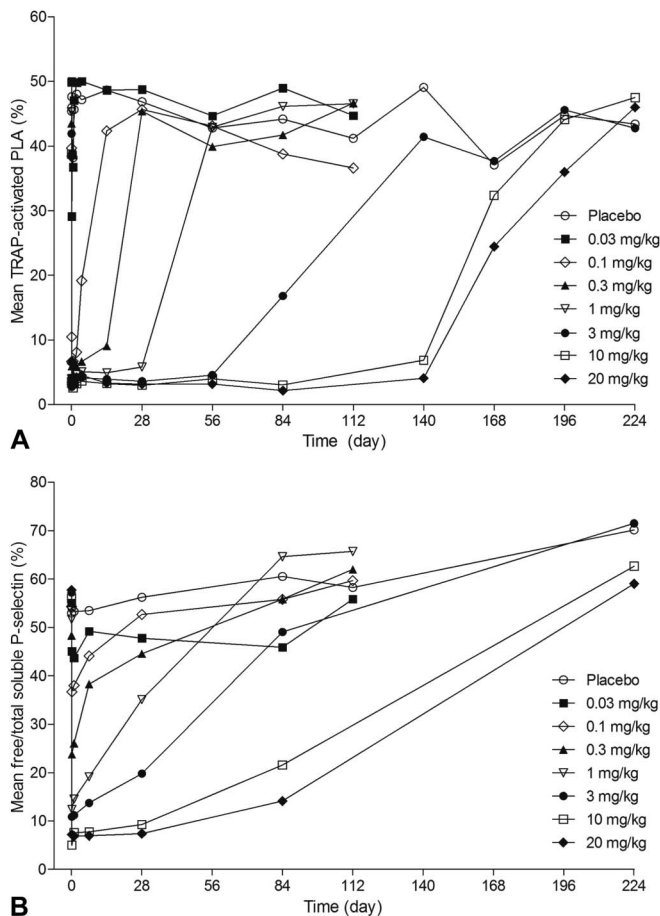 60
50
40
30
20
10
0
Mean TRAP-activated PLA (%)
Placebo
0.03 mg/kg
0.1 mg/kg
0.3 mg/kg
1 mg/kg
3 mg/kg
10 mg/kg
20 mg/kg
0 28 56 84 112 140 168 196 224
Time (day)
A
80
70
60
50
40
30
20
10
0
Mean free/total soluble P-selectin (%)
Placebo
0.03 mg/kg
0.1 mg/kg
0.3 mg/kg
1 mg/kg
3 mg/kg
10 mg/kg
20 mg/kg
0 28 56 84 112 140 168 196 224
Time (day)
B